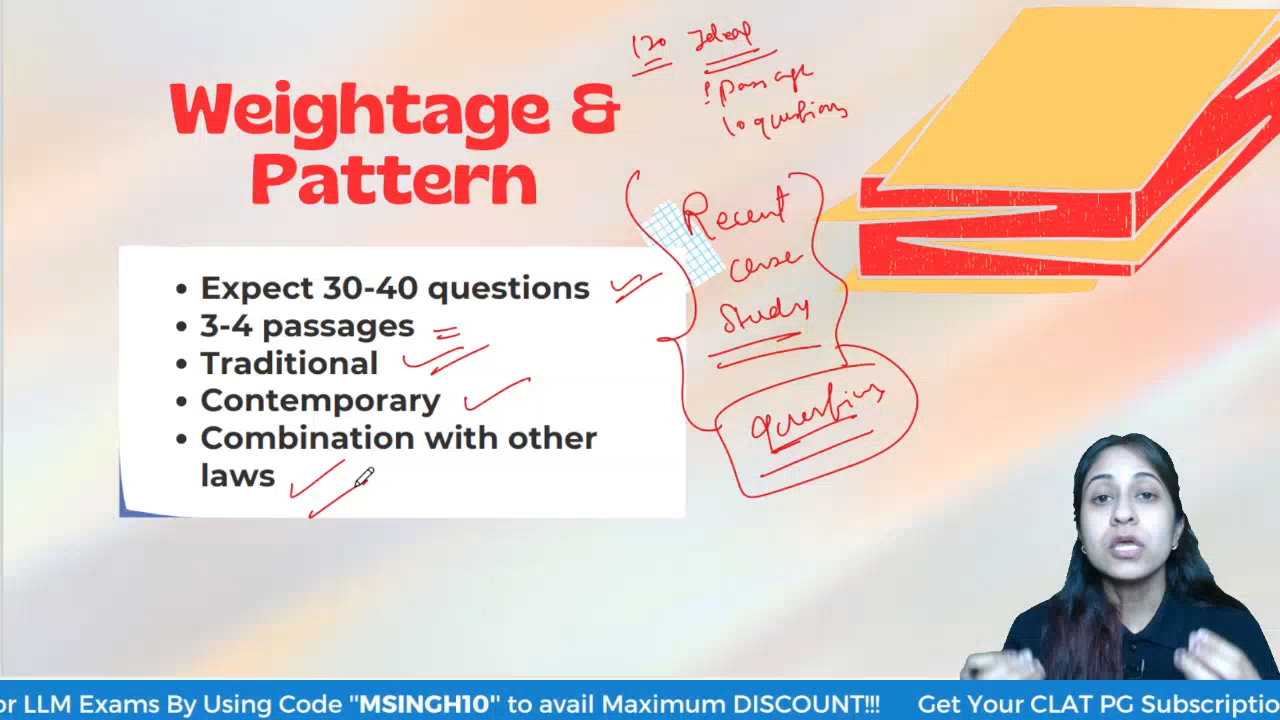 Weightage &
Pattern
120 Ideal
1 passage
10 questions
• Expect 30-40 questions
• 3-4 passages
• Traditional
• Contemporary
• Combination with other
laws
Recent
case
study
questions
or LLM Exams By Using Code "MSINGH10" to avail Maximum DISCOUNT!!!
Get Your CLAT PG Subscriptio